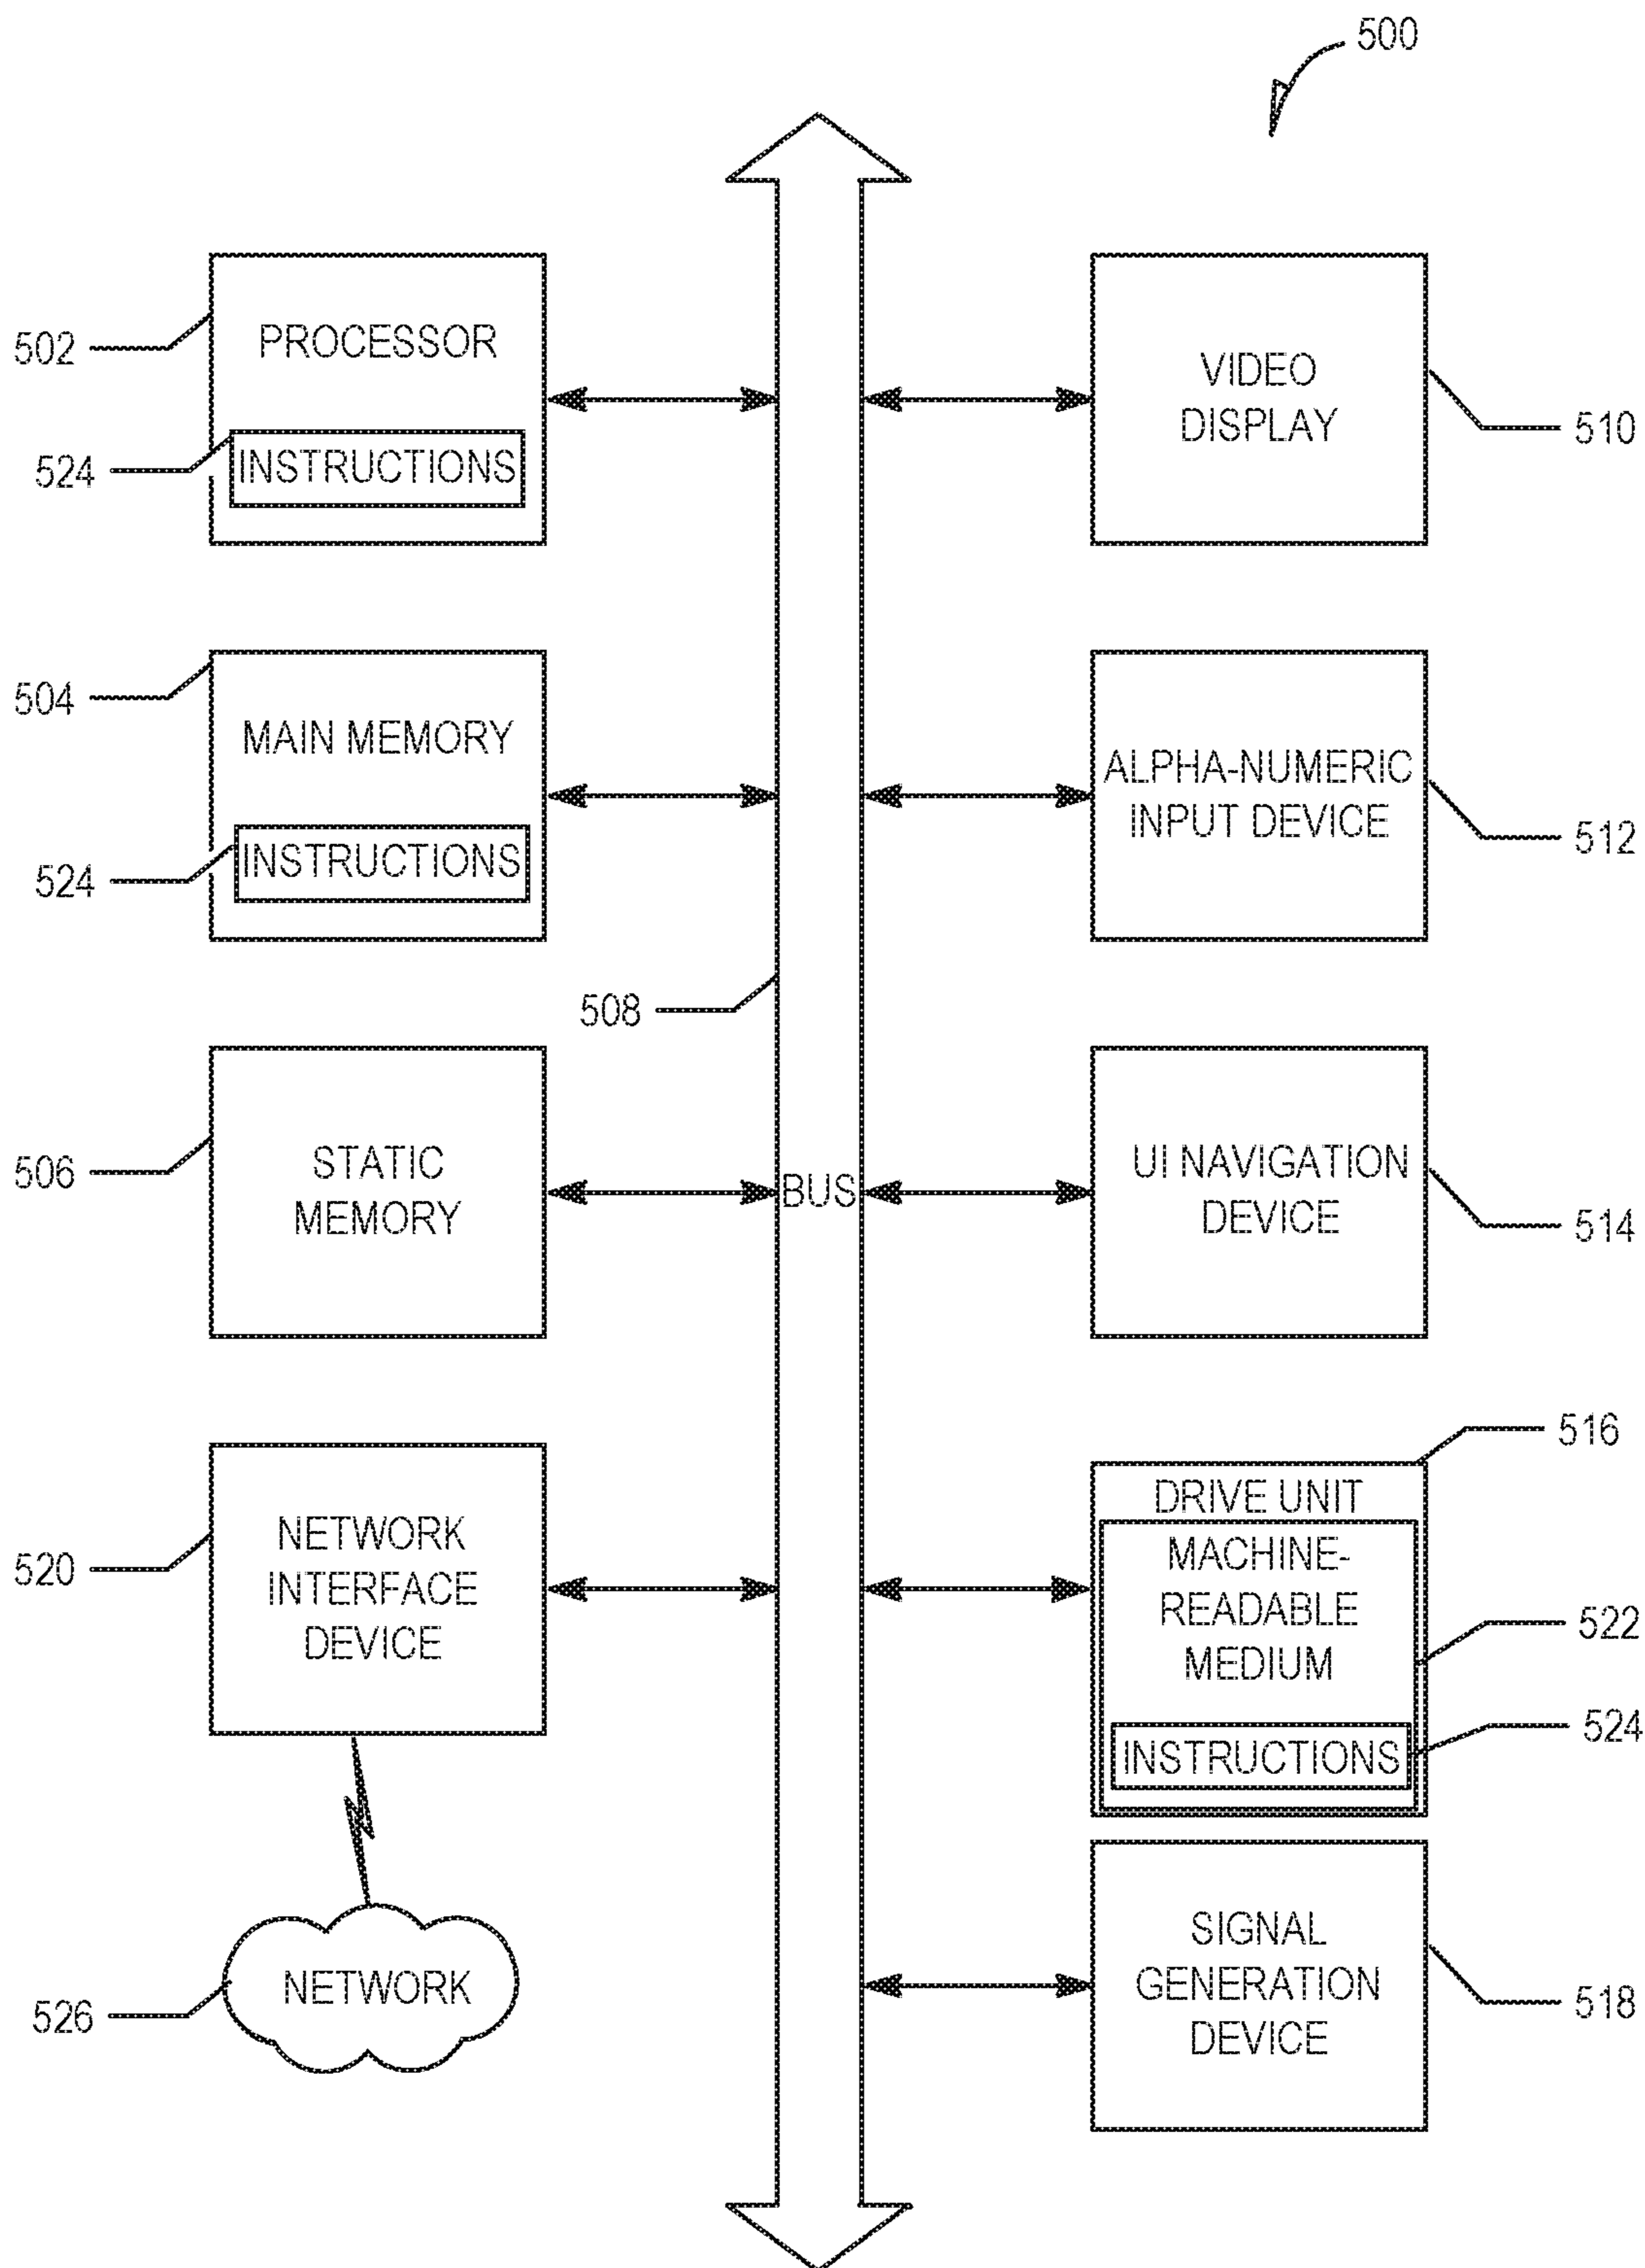 500
PROCESSOR
502
INSTRUCTIONS
524
VIDEO
DISPLAY
510
MAIN MEMORY
504
INSTRUCTIONS
524
ALPHA-NUMERIC
INPUT DEVICE
512
508
BUS
STATIC
MEMORY
506
UI NAVIGATION
DEVICE
514
NETWORK
INTERFACE
DEVICE
520
516
DRIVE UNIT
MACHINE-
READABLE
MEDIUM
522
INSTRUCTIONS
524
NETWORK
526
SIGNAL
GENERATION
DEVICE
518